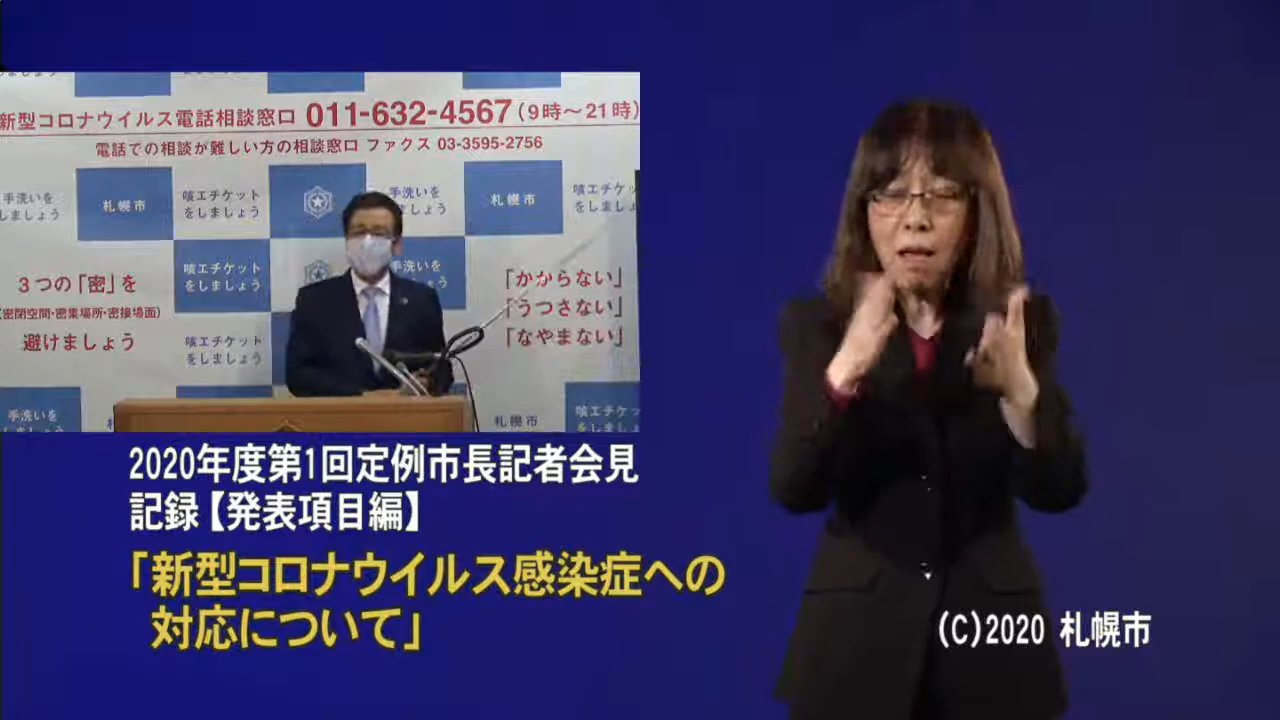 新型コロナウイルス電話相談窓口 011-632-4567(9時～21時)
電話での相談が難しい方の相談窓口 ファクス 03-3595-2756
手洗いを
しましょう
札幌市
咳エチケット
をしましょう
手洗いを
しましょう
札幌市
咳エチケット
をしましょう
3つの「密」を
(密閉空間・密集場所・密接場面)
避けましょう
咳エチケット
をしましょう
手洗いを
しましょう
「かからない」
「うつさない」
「なやまない」
咳エチケット
をしましょう
手洗いを
札幌市
咳エチケッ
2020年度第1回定例市長記者会見
記録【発表項目編】
「新型コロナウイルス感染症への
対応について」
(C)2020 札幌市